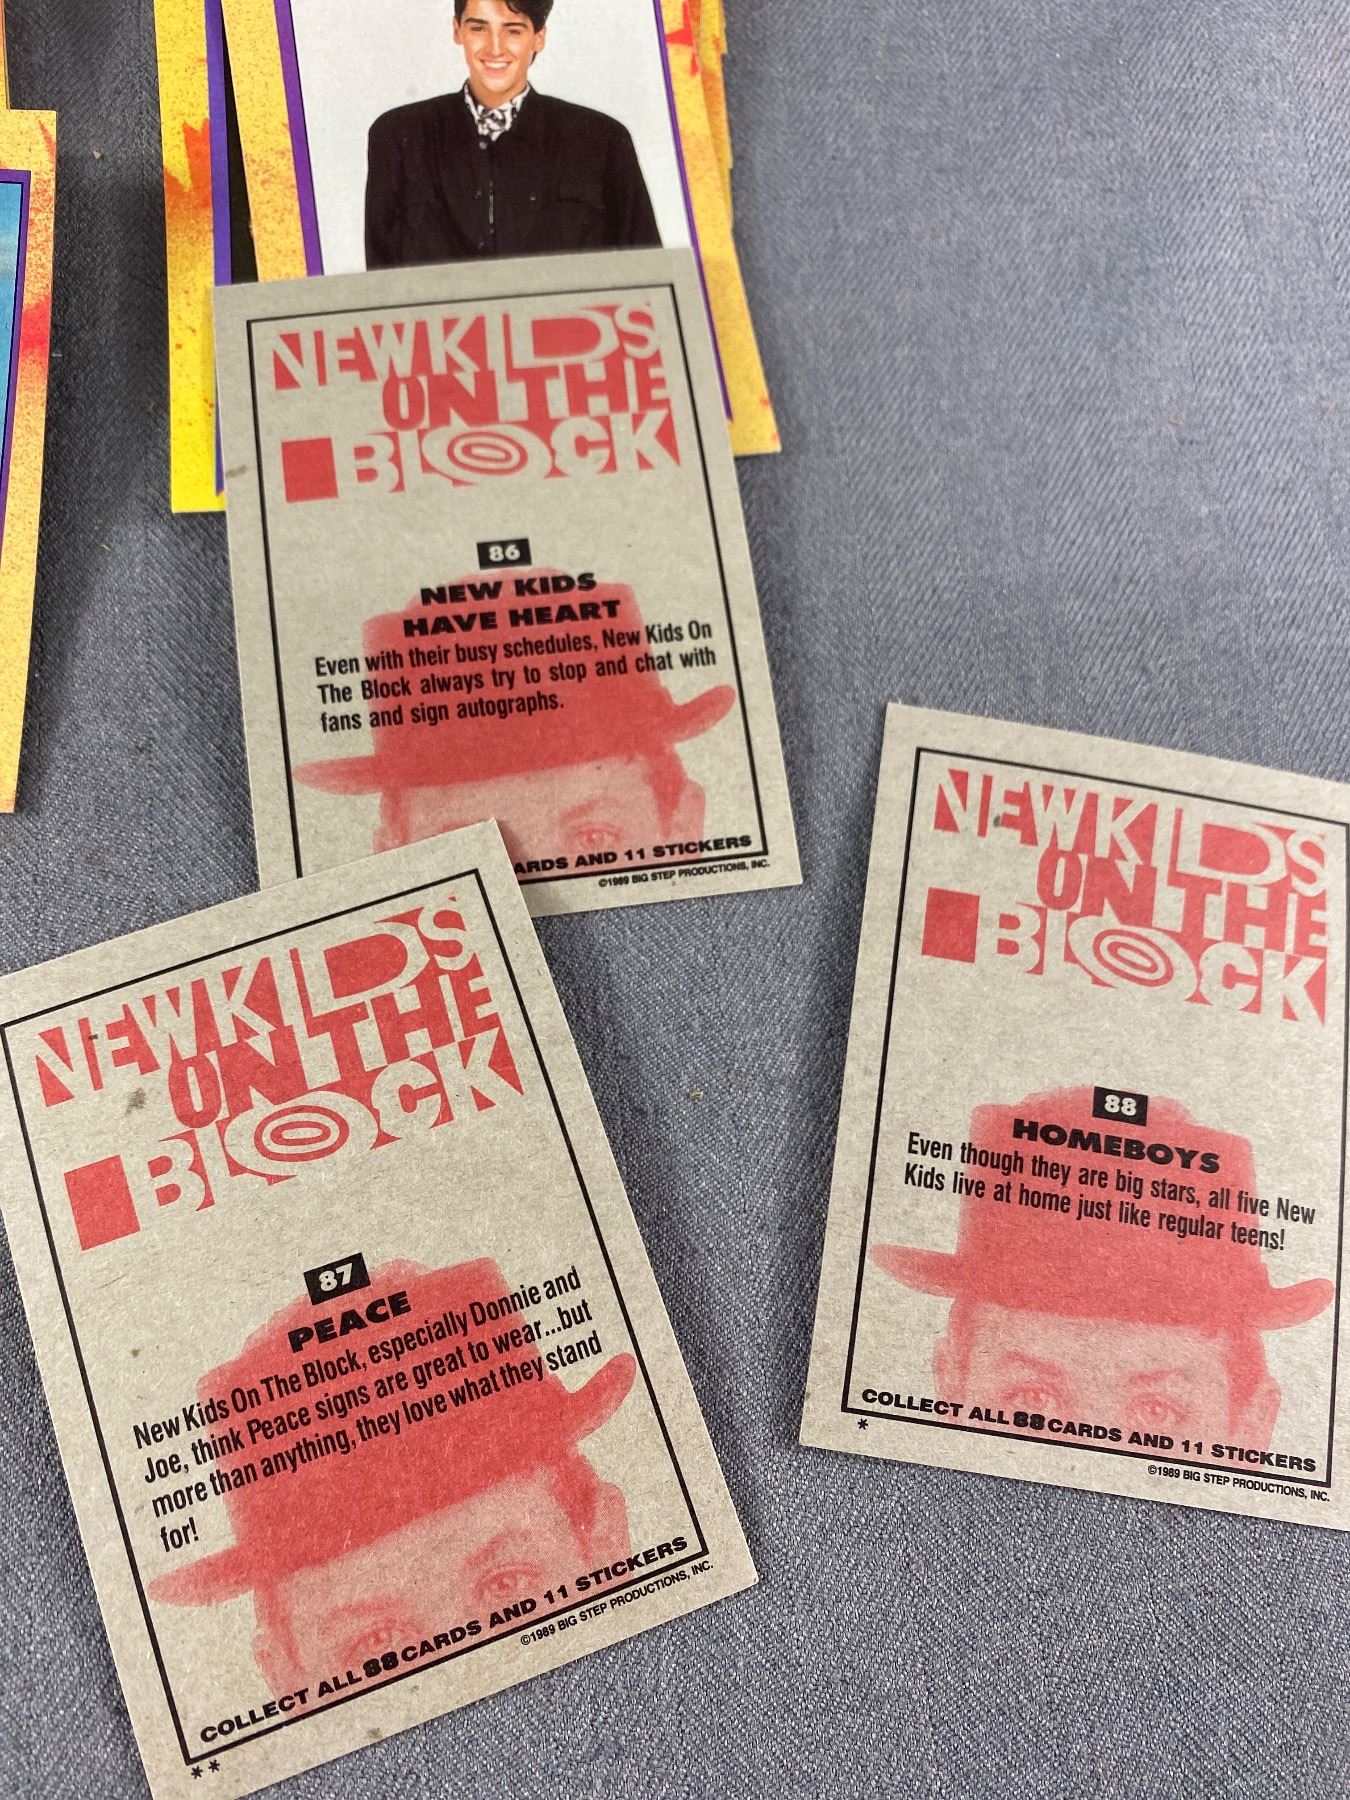 NEW KIDS
ON THE
BLOCK
86
NEW KIDS
HAVE HEART
Even with their busy schedules, New Kids On
The Block always try to stop and chat with
fans and sign autographs.
CARDS AND 11 STICKERS
©1989 BIG STEP PRODUCTIONS, INC.
NEW KIDS
ON THE
BLOCK
87
PEACE
New Kids On The Block, especially Donnie and
Joe, think Peace signs are great to wear...but
more than anything, they love what they stand
for!
COLLECT ALL 88 CARDS AND 11 STICKERS
©1989 BIG STEP PRODUCTIONS, INC.
**
NEW KIDS
ON THE
BLOCK
88
HOMEBOYS
Even though they are big stars, all five New
Kids live at home just like regular teens!
COLLECT ALL 88 CARDS AND 11 STICKERS
*
©1989 BIG STEP PRODUCTIONS, INC.